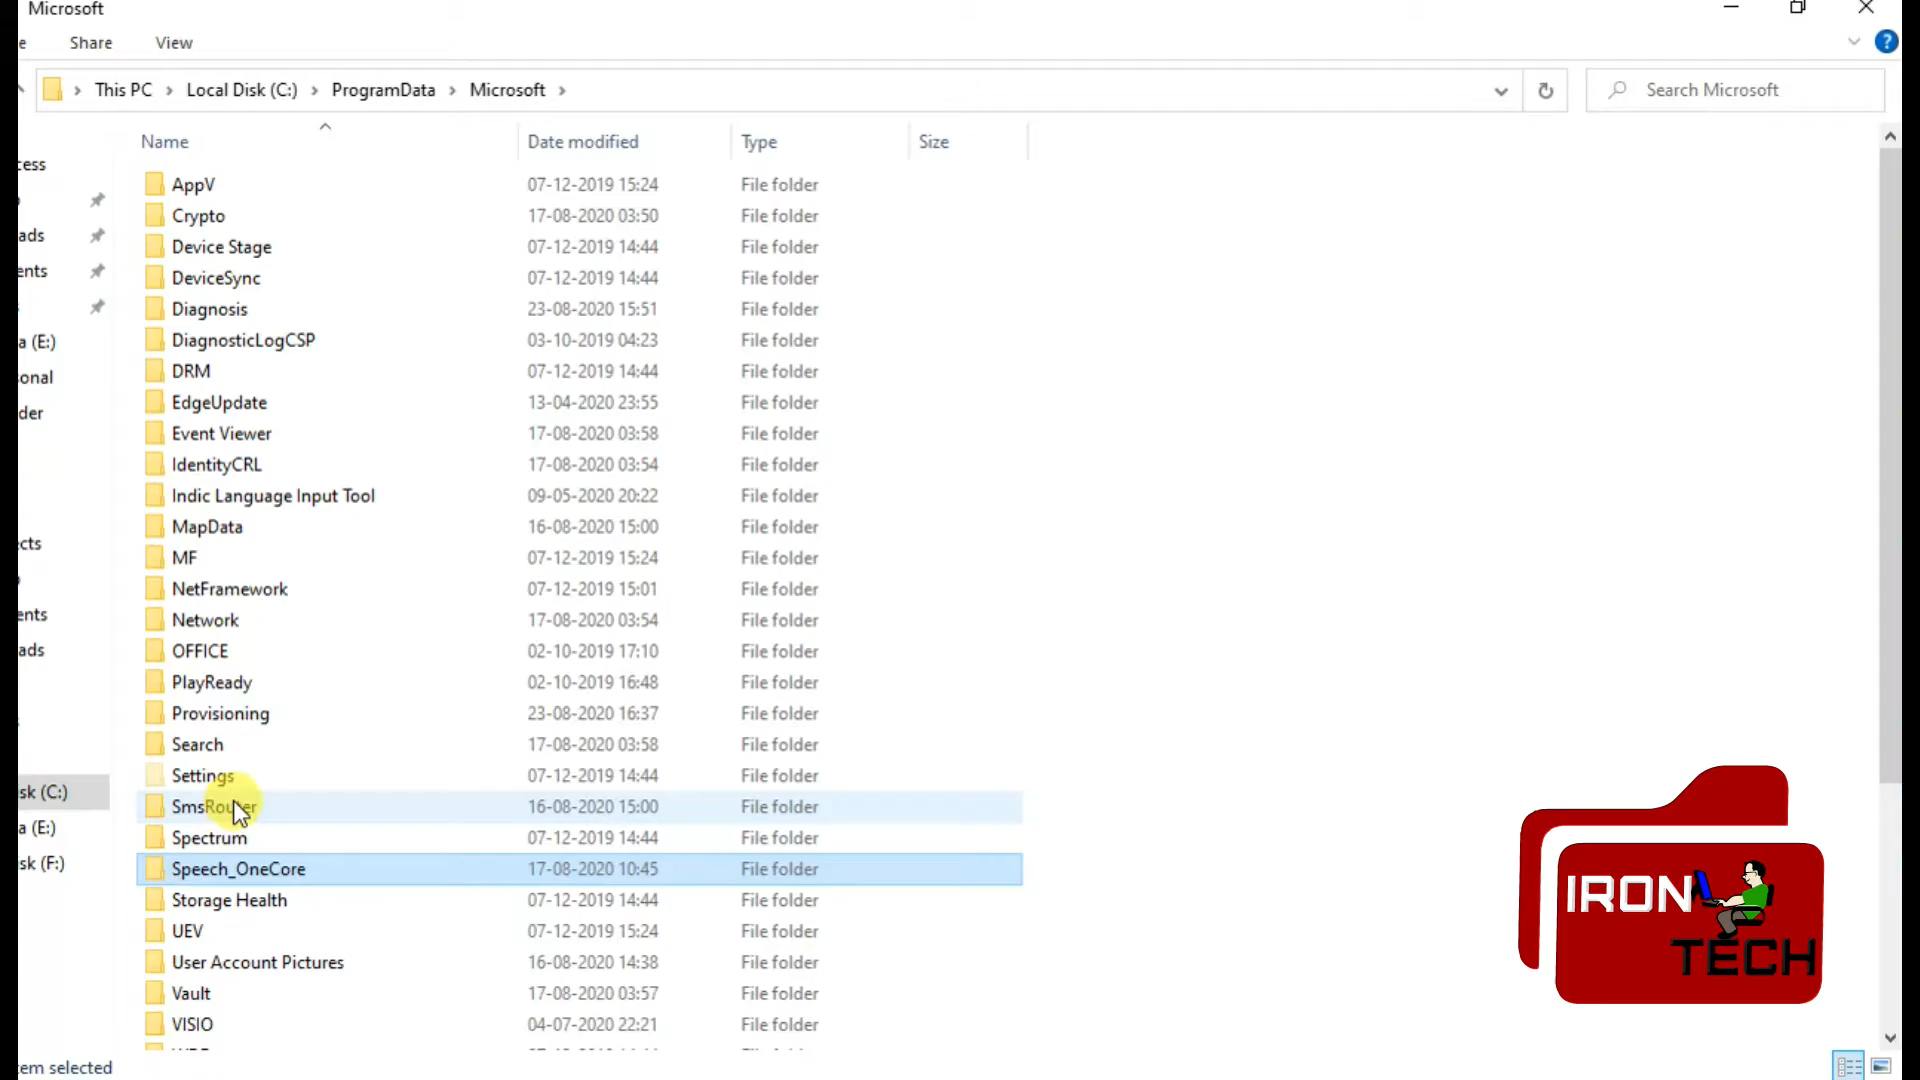 Microsoft
e Share View
This PC Local Disk (C:) ProgramData Microsoft
Search Microsoft
Name Date modified Type Size
AppV 07-12-2019 15:24 File folder
Crypto 17-08-2020 03:50 File folder
Device Stage 07-12-2019 14:44 File folder
DeviceSync 07-12-2019 14:44 File folder
Diagnosis 23-08-2020 15:51 File folder
DiagnosticLogCSP 03-10-2019 04:23 File folder
DRM 07-12-2019 14:44 File folder
EdgeUpdate 13-04-2020 23:55 File folder
Event Viewer 17-08-2020 03:58 File folder
IdentityCRL 17-08-2020 03:54 File folder
Indic Language Input Tool 09-05-2020 20:22 File folder
MapData 16-08-2020 15:00 File folder
MF 07-12-2019 15:24 File folder
NetFramework 07-12-2019 15:01 File folder
Network 17-08-2020 03:54 File folder
OFFICE 02-10-2019 17:10 File folder
PlayReady 02-10-2019 16:48 File folder
Provisioning 23-08-2020 16:37 File folder
Search 17-08-2020 03:58 File folder
Settings 07-12-2019 14:44 File folder
SmsRouter 16-08-2020 15:00 File folder
Spectrum 07-12-2019 14:44 File folder
Speech_OneCore 17-08-2020 10:45 File folder
Storage Health 07-12-2019 14:44 File folder
UEV 07-12-2019 15:24 File folder
User Account Pictures 16-08-2020 14:38 File folder
Vault 17-08-2020 03:57 File folder
VISIO 04-07-2020 22:21 File folder
cess
ads
ents
a (E:)
onal
der
cts
ents
ads
sk (C:)
a (E:)
sk (F:)
em selected
IRON
TECH